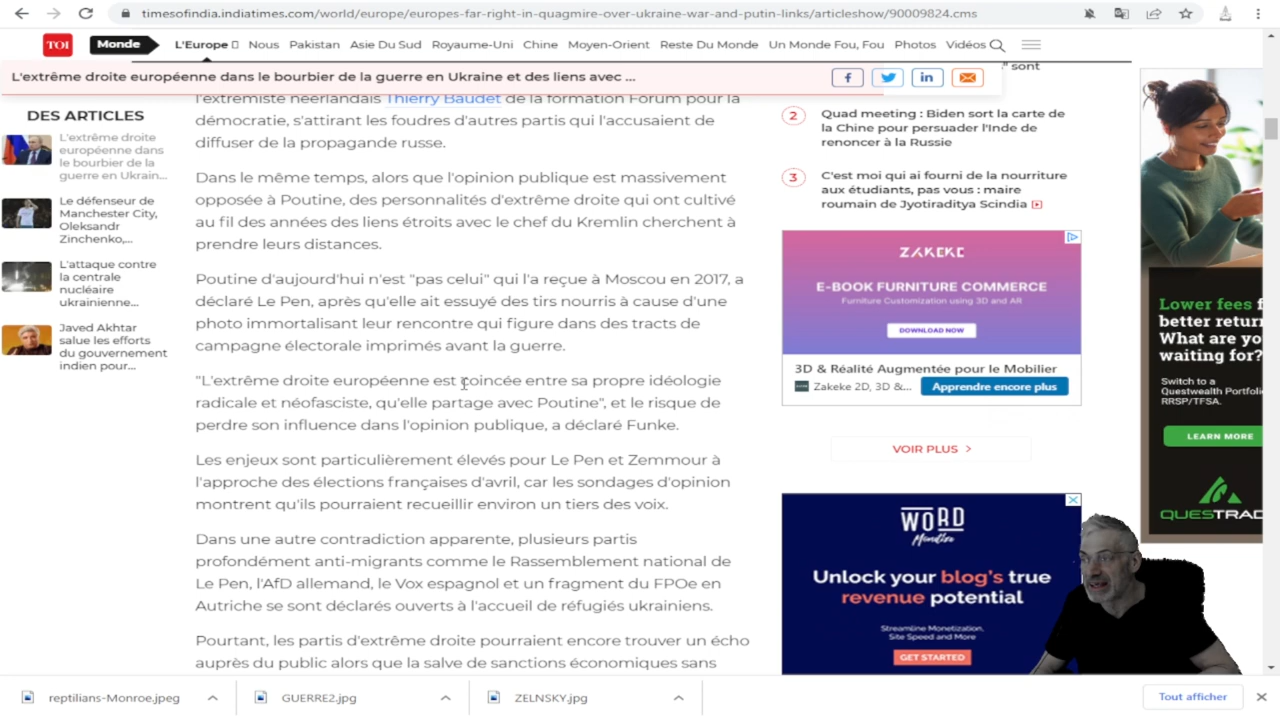 timesofindia.indiatimes.com/world/europe/europes-far-right-in-quagmire-over-ukraine-war-and-putin-links/articleshow/90009824.cms
TOI Monde L'Europe Nous Pakistan Asie Du Sud Royaume-Uni Chine Moyen-Orient Reste Du Monde Un Monde Fou, Fou Photos Vidéos
L'extrême droite européenne dans le bourbier de la guerre en Ukraine et des liens avec ...
DES ARTICLES
L'extrême droite
européenne dans
le bourbier de la
guerre en Ukrain...
Le défenseur de
Manchester City,
Oleksandr
Zinchenko,...
L'attaque contre
la centrale
nucléaire
ukrainienne...
Javed Akhtar
salue les efforts
du gouvernement
indien pour...
l'extrémiste néerlandais Thierry Baudet de la formation Forum pour la
démocratie, s'attirant les foudres d'autres partis qui l'accusaient de
diffuser de la propagande russe.
Dans le même temps, alors que l'opinion publique est massivement
opposée à Poutine, des personnalités d'extrême droite qui ont cultivé
au fil des années des liens étroits avec le chef du Kremlin cherchent à
prendre leurs distances.
Poutine d'aujourd'hui n'est "pas celui" qui l'a reçue à Moscou en 2017, a
déclaré Le Pen, après qu'elle ait essuyé des tirs nourris à cause d'une
photo immortalisant leur rencontre qui figure dans des tracts de
campagne électorale imprimés avant la guerre.
"L'extrême droite européenne est coincée entre sa propre idéologie
radicale et néofasciste, qu'elle partage avec Poutine", et le risque de
perdre son influence dans l'opinion publique, a déclaré Funke.
Les enjeux sont particulièrement élevés pour Le Pen et Zemmour à
l'approche des élections françaises d'avril, car les sondages d'opinion
montrent qu'ils pourraient recueillir environ un tiers des voix.
Dans une autre contradiction apparente, plusieurs partis
profondément anti-migrants comme le Rassemblement national de
Le Pen, l'AfD allemand, le Vox espagnol et un fragment du FPOe en
Autriche se sont déclarés ouverts à l'accueil de réfugiés ukrainiens.
Pourtant, les partis d'extrême droite pourraient encore trouver un écho
auprès du public alors que la salve de sanctions économiques sans
" sont
2 Quad meeting : Biden sort la carte de
la Chine pour persuader l'Inde de
renoncer à la Russie
3 C'est moi qui ai fourni de la nourriture
aux étudiants, pas vous : maire
roumain de Jyotiraditya Scindia
ZAKEKE
E-BOOK FURNITURE COMMERCE
Furniture Customization using 3D and AR
DOWNLOAD NOW
3D & Réalité Augmentée pour le Mobilier
Zakeke 2D, 3D &... Apprendre encore plus
VOIR PLUS >
WORD
Unlock your blog's true
revenue potential
Streamline Monetization,
Site Speed and More
GET STARTED
Lower fees f
better retur
What are yo
waiting for?
Switch to a
Questwealth Portfoli
RRSP/TFSA.
LEARN MORE
QUESTRAD
reptilians-Monroe.jpeg GUERRE2.jpg ZELNSKY.jpg Tout afficher